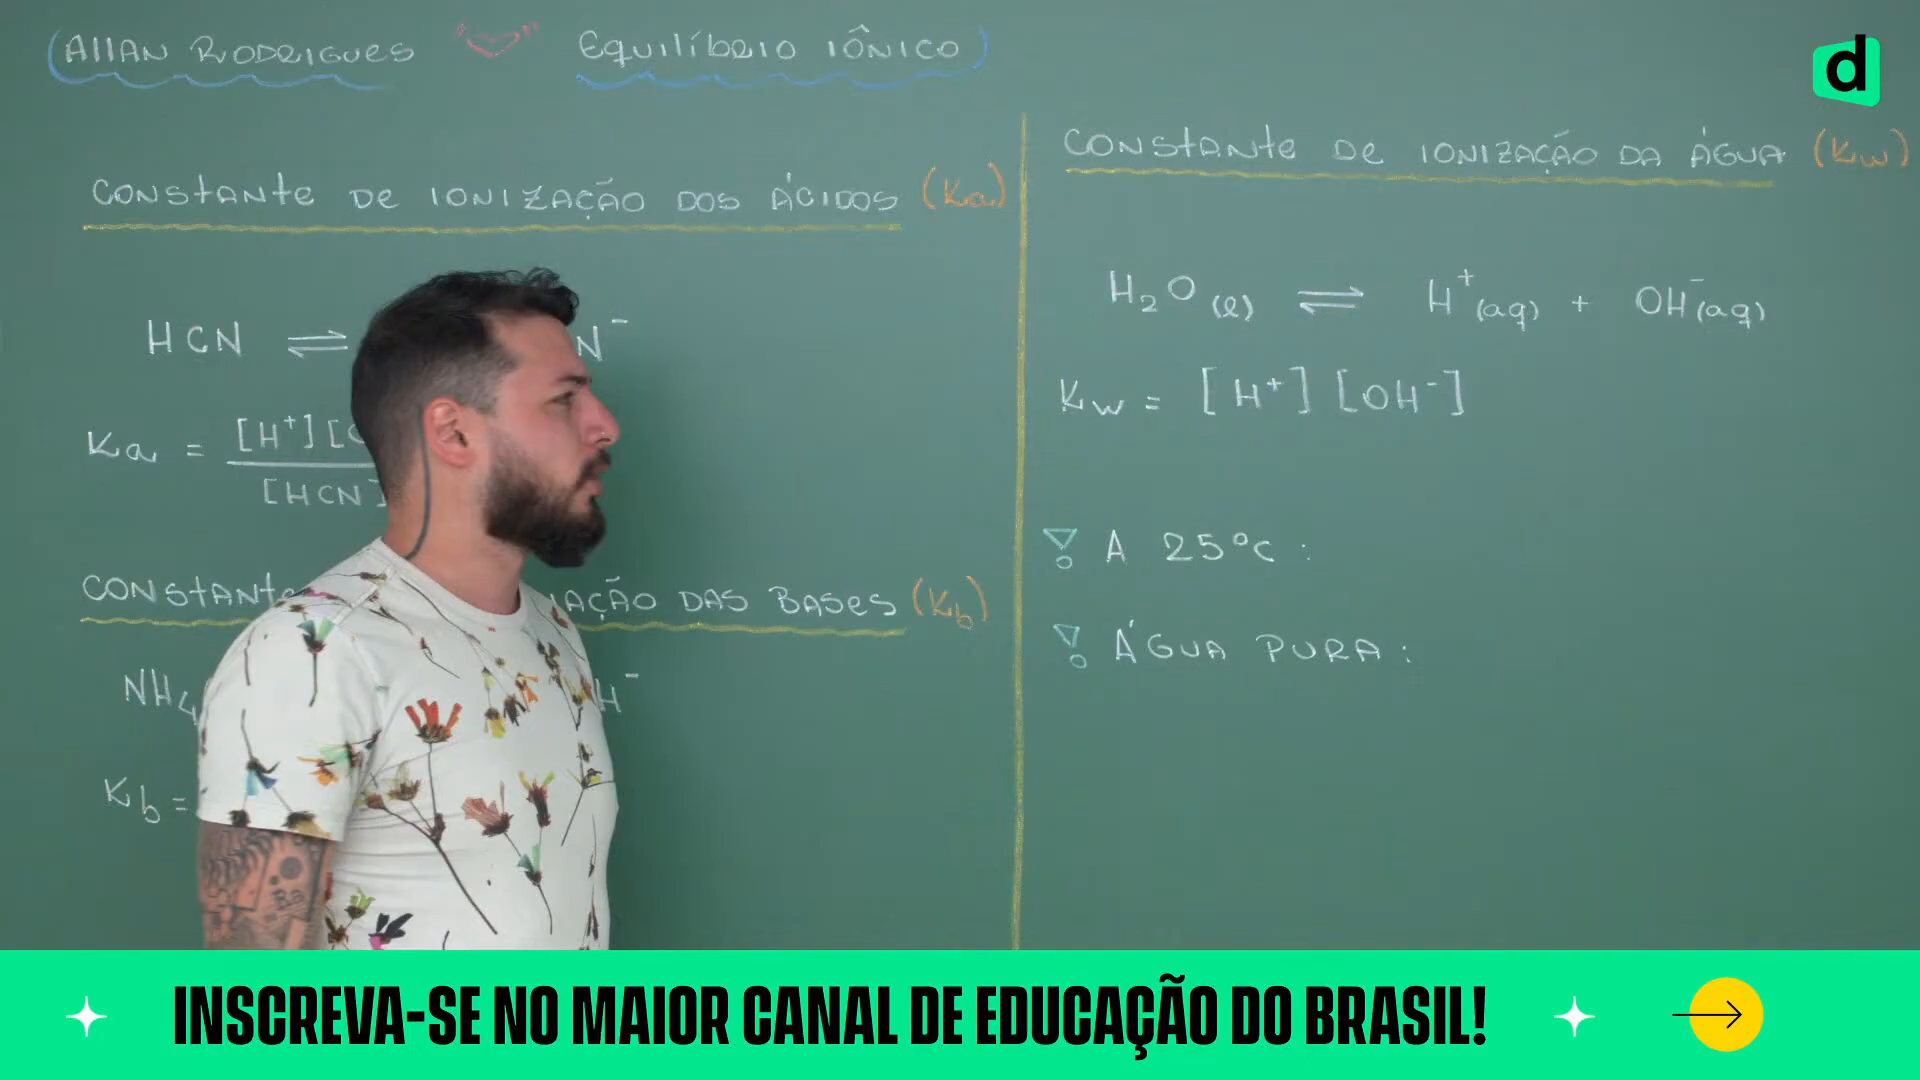 Allan Rodrigues Equilíbrio iônico
d
Constante de ionização dos ácidos (Ka)
HCN ⇌ N⁻
Ka = [H⁺][C
[HCN]
Constante ação das bases (Kb)
NH₄ H⁻
Kb =
Constante de ionização da água (Kw)
H₂O (l) ⇌ H⁺(aq) + OH⁻(aq)
Kw = [H⁺] [OH⁻]
A 25°C :
Água pura :
Ra
INSCREVA-SE NO MAIOR CANAL DE EDUCAÇÃO DO BRASIL!